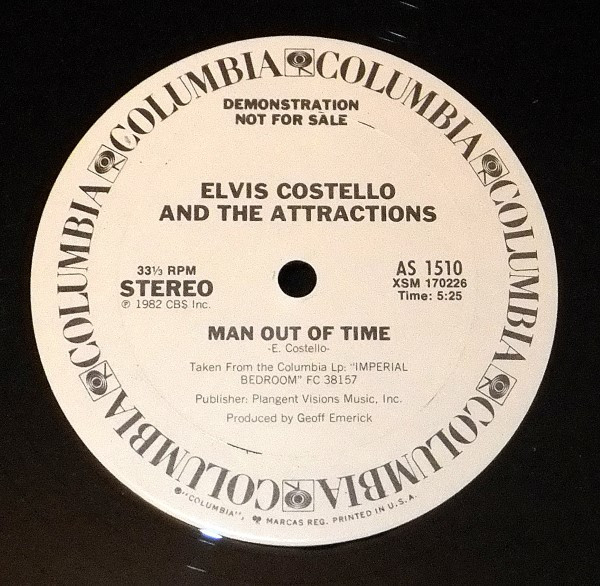 COLUMBIA COLUMBIA COLUMBIA COLUMBIA COLUMBIA COLUMBIA COLUMBIA COLUMBIA
DEMONSTRATION
NOT FOR SALE
ELVIS COSTELLO
AND THE ATTRACTIONS
33⅓ RPM
STEREO
℗ 1982 CBS Inc.
AS 1510
XSM 170226
Time: 5:25
MAN OUT OF TIME
-E. Costello-
Taken From the Columbia Lp: "IMPERIAL
BEDROOM" FC 38157
Publisher: Plangent Visions Music, Inc.
Produced by Geoff Emerick
"COLUMBIA", MARCAS REG. PRINTED IN U.S.A.